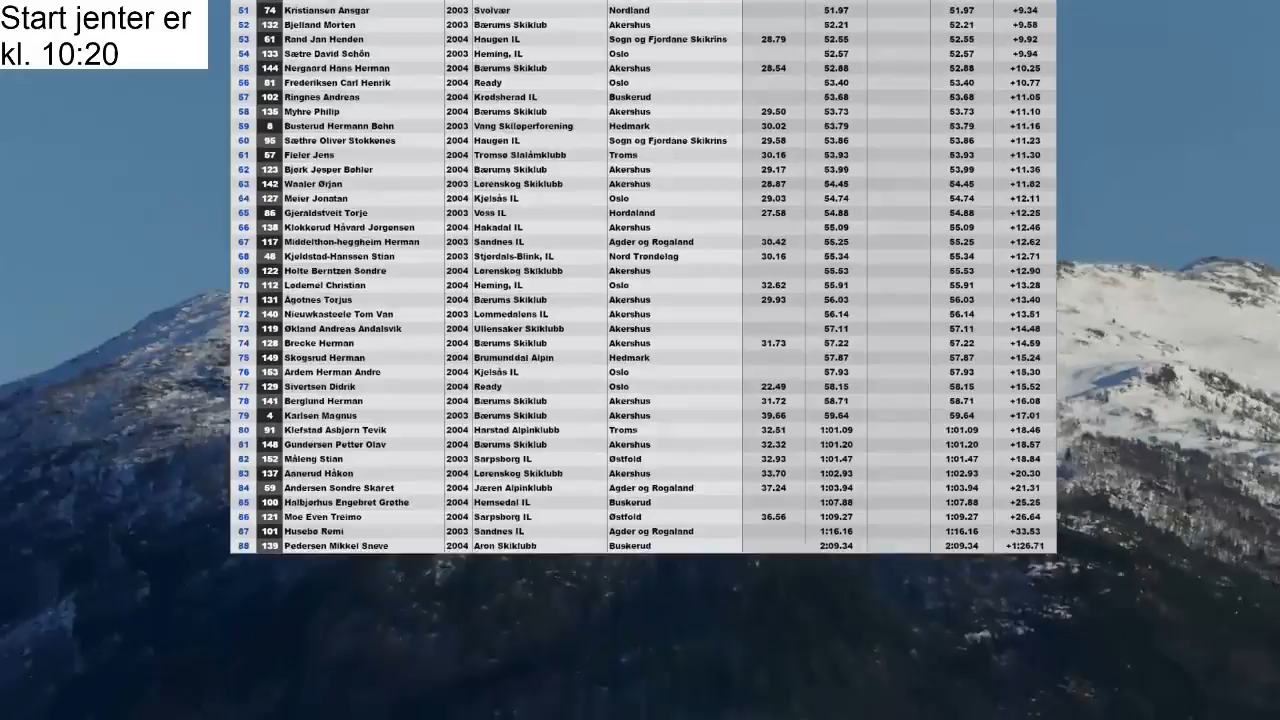 Start jenter er
kl. 10:20
51 74 Kristiansen Ansgar 2003 Svolvær Nordland 51.97 51.97 +9.34
52 132 Bjelland Morten 2003 Bærums Skiklub Akershus 52.21 52.21 +9.58
53 61 Rand Jan Henden 2004 Haugen IL Sogn og Fjordane Skikrins 28.79 52.55 52.55 +9.92
54 133 Sætre David Schôn 2003 Heming, IL Oslo 52.57 52.57 +9.94
55 144 Nergaard Hans Herman 2004 Bærums Skiklub Akershus 28.54 52.88 52.88 +10.25
56 81 Frederiksen Carl Henrik 2004 Ready Oslo 53.40 53.40 +10.77
57 102 Ringnes Andreas 2004 Krødsherad IL Buskerud 53.68 53.68 +11.05
58 135 Myhre Philip 2004 Bærums Skiklub Akershus 29.50 53.73 53.73 +11.10
59 8 Busterud Hermann Bøhn 2003 Vang Skiløperforening Hedmark 30.02 53.79 53.79 +11.16
60 95 Sæthre Oliver Stokkenes 2004 Haugen IL Sogn og Fjordane Skikrins 29.58 53.86 53.86 +11.23
61 57 Fieler Jens 2004 Tromsø Slalåmklubb Troms 30.16 53.93 53.93 +11.30
62 123 Bjørk Jesper Bøhler 2004 Bærums Skiklub Akershus 29.17 53.99 53.99 +11.36
63 142 Waaler Ørjan 2003 Lørenskog Skiklubb Akershus 28.87 54.45 54.45 +11.82
64 127 Meier Jonatan 2004 Kjelsås IL Oslo 29.03 54.74 54.74 +12.11
65 86 Gjeraldstveit Torje 2003 Voss IL Hordaland 27.58 54.88 54.88 +12.25
66 138 Klokkerud Håvard Jørgensen 2004 Hakadal IL Akershus 55.09 55.09 +12.46
67 117 Middelthon-heggheim Herman 2003 Sandnes IL Agder og Rogaland 30.42 55.25 55.25 +12.62
68 48 Kjeldstad-Hanssen Stian 2003 Stjørdals-Blink, IL Nord Trøndelag 30.16 55.34 55.34 +12.71
69 122 Holte Berntzen Sondre 2004 Lørenskog Skiklubb Akershus 55.53 55.53 +12.90
70 112 Lødemel Christian 2004 Heming, IL Oslo 32.62 55.91 55.91 +13.28
71 131 Ågotnes Torjus 2004 Bærums Skiklub Akershus 29.93 56.03 56.03 +13.40
72 140 Nieuwkasteele Tom Van 2003 Lommedalens IL Akershus 56.14 56.14 +13.51
73 119 Økland Andreas Andalsvik 2004 Ullensaker Skiklubb Akershus 57.11 57.11 +14.48
74 128 Brecke Herman 2004 Bærums Skiklub Akershus 31.73 57.22 57.22 +14.59
75 149 Skogsrud Herman 2004 Brumunddal Alpin Hedmark 57.87 57.87 +15.24
76 153 Ardem Herman Andre 2004 Kjelsås IL Oslo 57.93 57.93 +15.30
77 129 Sivertsen Didrik 2004 Ready Oslo 22.49 58.15 58.15 +15.52
78 141 Berglund Herman 2004 Bærums Skiklub Akershus 31.72 58.71 58.71 +16.08
79 4 Karlsen Magnus 2003 Bærums Skiklub Akershus 39.66 59.64 59.64 +17.01
80 91 Klefstad Asbjørn Tevik 2004 Harstad Alpinklubb Troms 32.51 1:01.09 1:01.09 +18.46
81 148 Gundersen Petter Olav 2004 Bærums Skiklub Akershus 32.32 1:01.20 1:01.20 +18.57
82 152 Måleng Stian 2003 Sarpsborg IL Østfold 32.93 1:01.47 1:01.47 +18.84
83 137 Aanerud Håkon 2004 Lørenskog Skiklubb Akershus 33.70 1:02.93 1:02.93 +20.30
84 59 Andersen Sondre Skåret 2004 Jæren Alpinklubb Agder og Rogaland 37.24 1:03.94 1:03.94 +21.31
85 100 Halbjørhus Engebret Grøthe 2004 Hemsedal IL Buskerud 1:07.88 1:07.88 +25.25
86 121 Moe Even Treimo 2004 Sarpsborg IL Østfold 36.56 1:09.27 1:09.27 +26.64
87 101 Husebø Remi 2003 Sandnes IL Agder og Rogaland 1:16.16 1:16.16 +33.53
88 139 Pedersen Mikkel Sneve 2004 Aron Skiklubb Buskerud 2:09.34 2:09.34 +1:26.71